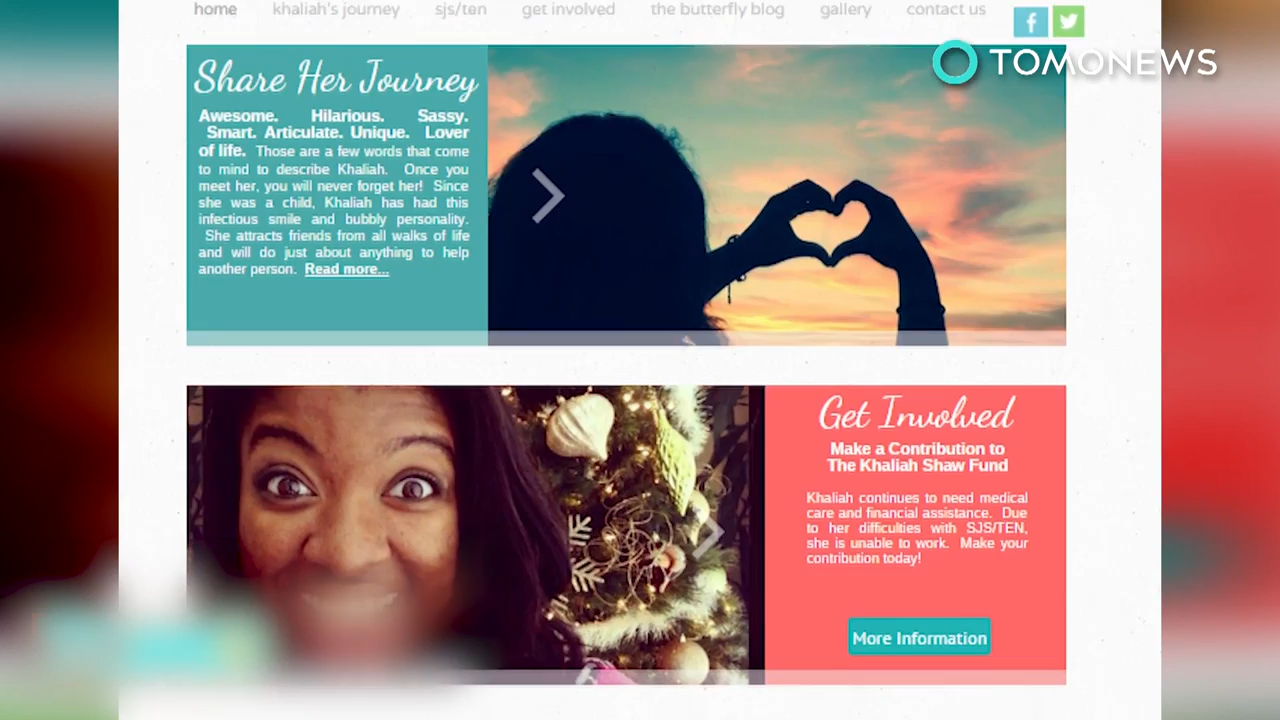 home khaliah's journey sjs/ten get involved the butterfly blog gallery contact us
TOMONEWS
Share Her Journey
Awesome. Hilarious. Sassy.
Smart. Articulate. Unique. Lover
of life. Those are a few words that come
to mind to describe Khaliah. Once you
meet her, you will never forget her! Since
she was a child, Khaliah has had this
infectious smile and bubbly personality.
She attracts friends from all walks of life
and will do just about anything to help
another person. Read more...
Get Involved
Make a Contribution to
The Khaliah Shaw Fund
Khaliah continues to need medical
care and financial assistance. Due
to her difficulties with SJS/TEN,
she is unable to work. Make your
contribution today!
More Information